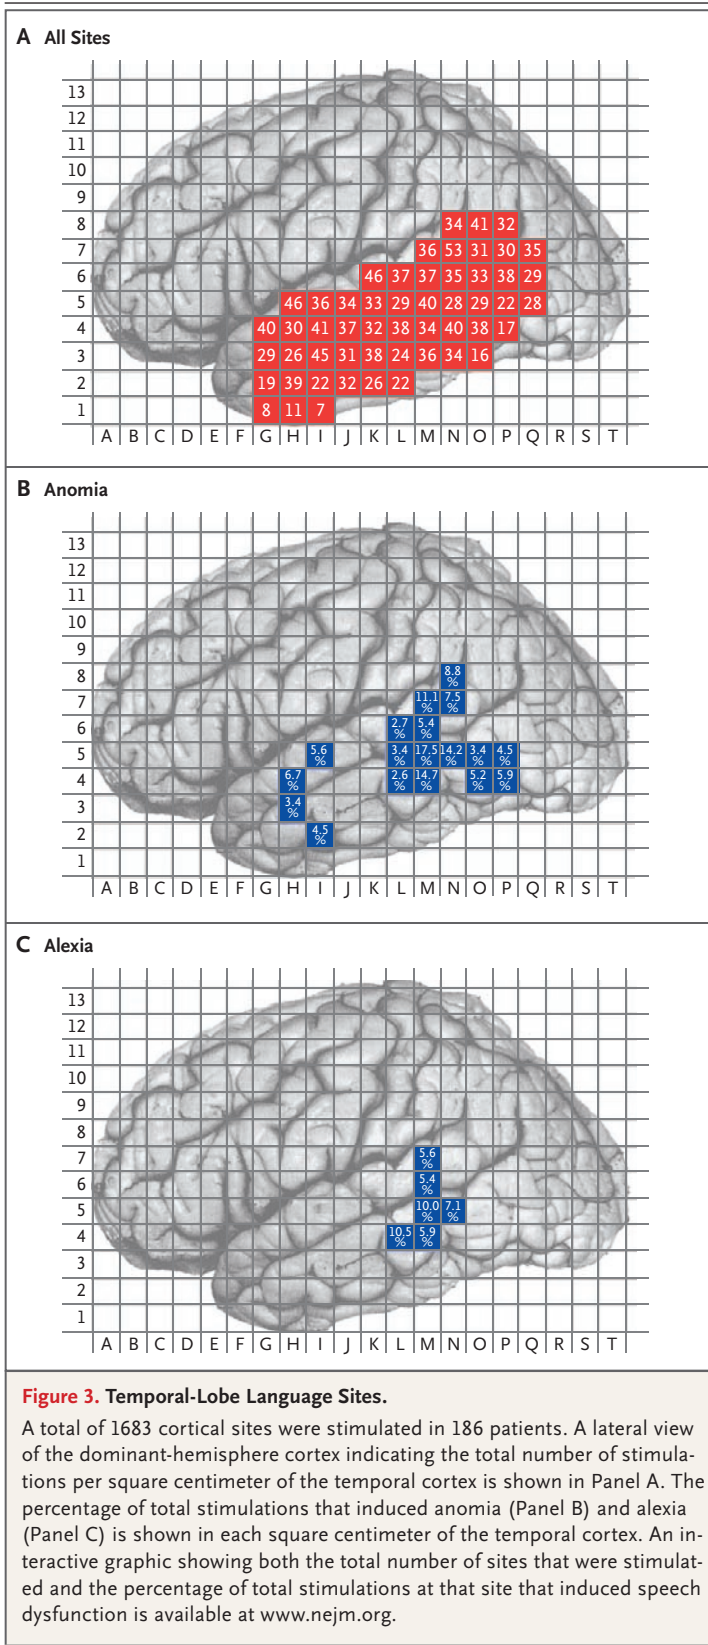 A All Sites
13
12
11
10
9
8 34 41 32
7 36 53 31 30 35
6 46 37 37 35 33 38 29
5 46 36 34 33 29 40 28 29 22 28
4 40 30 41 37 32 38 34 40 38 17
3 29 26 45 31 38 24 36 34 16
2 19 39 22 32 26 22
1 8 11 7
A B C D E F G H I J K L M N O P Q R S T
B Anomia
13
12
11
10
9
8 8.8 %
7 11.1 % 7.5 %
6 2.7 % 5.4 %
5 5.6 % 3.4 % 17.5 % 14.2 % 3.4 % 4.5 %
4 6.7 % 2.6 % 14.7 % 5.2 % 5.9 %
3 3.4 %
2 4.5 %
1
A B C D E F G H I J K L M N O P Q R S T
C Alexia
13
12
11
10
9
8
7 5.6 %
6 5.4 %
5 10.0 % 7.1 %
4 10.5 % 5.9 %
3
2
1
A B C D E F G H I J K L M N O P Q R S T
Figure 3. Temporal-Lobe Language Sites.
A total of 1683 cortical sites were stimulated in 186 patients. A lateral view
of the dominant-hemisphere cortex indicating the total number of stimula-
tions per square centimeter of the temporal cortex is shown in Panel A. The
percentage of total stimulations that induced anomia (Panel B) and alexia
(Panel C) is shown in each square centimeter of the temporal cortex. An in-
teractive graphic showing both the total number of sites that were stimulat-
ed and the percentage of total stimulations at that site that induced speech
dysfunction is available at www.nejm.org.